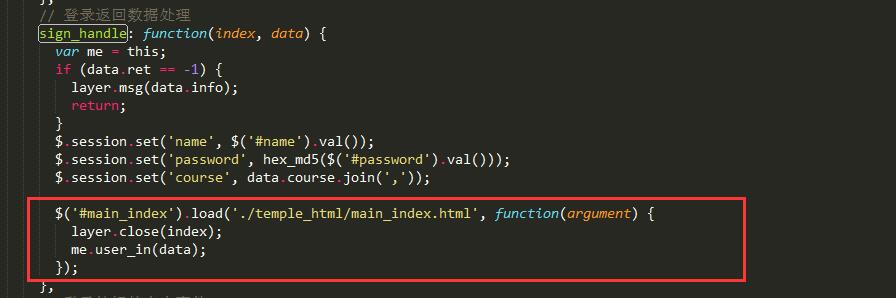 },
// 登录返回数据处理
sign_handle: function(index, data) {
var me = this;
if (data.ret == -1) {
layer.msg(data.info);
return;
}
$.session.set('name', $('#name').val());
$.session.set('password', hex_md5($('#password').val()));
$.session.set('course', data.course.join(','));
$('#main_index').load('./temple_html/main_index.html', function(argument) {
layer.close(index);
me.user_in(data);
});
},